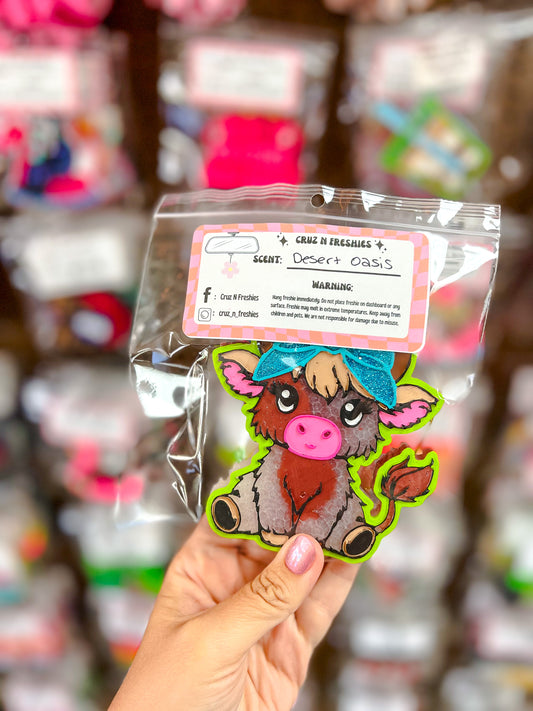 CRUZ N FRESHIES
SCENT: Desert Oasis
WARNING:
f : Cruz N Freshies
: cruz_n_freshies
Hang freshie immediately. Do not place freshie on dashboard or any
surface. Freshie may melt in extreme temperatures. Keep away from
children and pets. We are not responsible for damage due to misuse.